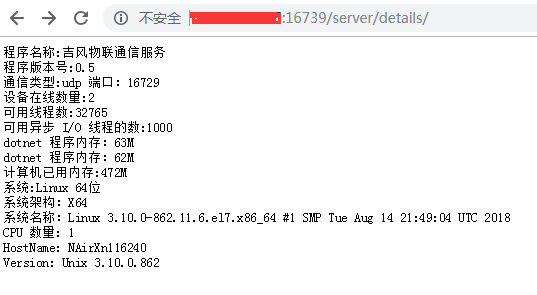 不安全 :16739/server/details/
程序名称:吉风物联通信服务
程序版本号:0.5
通信类型:udp 端口: 16729
设备在线数量:2
可用线程数:32765
可用异步 I/O 线程的数:1000
dotnet 程序内存: 63M
dotnet 程序内存: 62M
计算机已用内存:472M
系统:Linux 64位
系统架构: X64
系统名称: Linux 3.10.0-862.11.6.el7.x86_64 #1 SMP Tue Aug 14 21:49:04 UTC 2018
CPU 数量: 1
HostName: NAirXn116240
Version: Unix 3.10.0.862